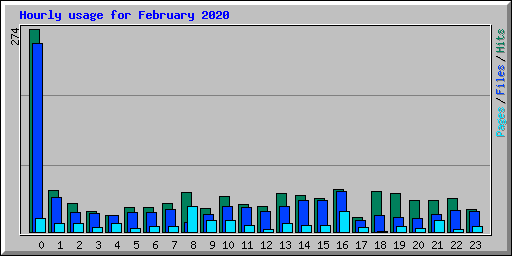 Hourly usage for February 2020
274
Pages/Files/Hits
0 1 2 3 4 5 6 7 8 9 10 11 12 13 14 15 16 17 18 19 20 21 22 23